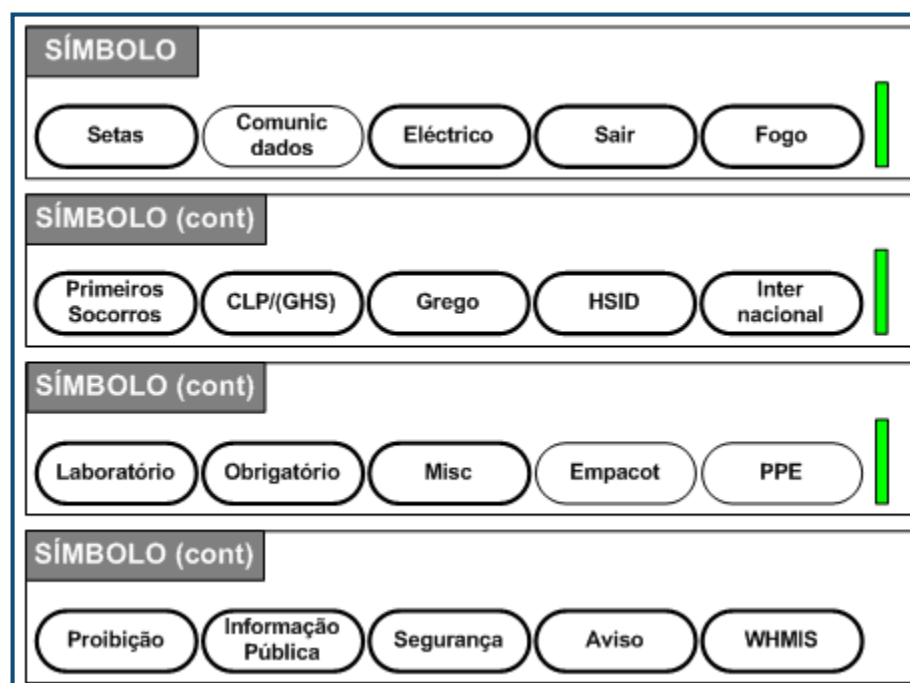 SÍMBOLO
Setas
Comunic
dados
Eléctrico
Sair
Fogo
SÍMBOLO (cont)
Primeiros
Socorros
CLP/(GHS)
Grego
HSID
Inter
nacional
SÍMBOLO (cont)
Laboratório
Obrigatório
Misc
Empacot
PPE
SÍMBOLO (cont)
Proibição
Informação
Pública
Segurança
Aviso
WHMIS